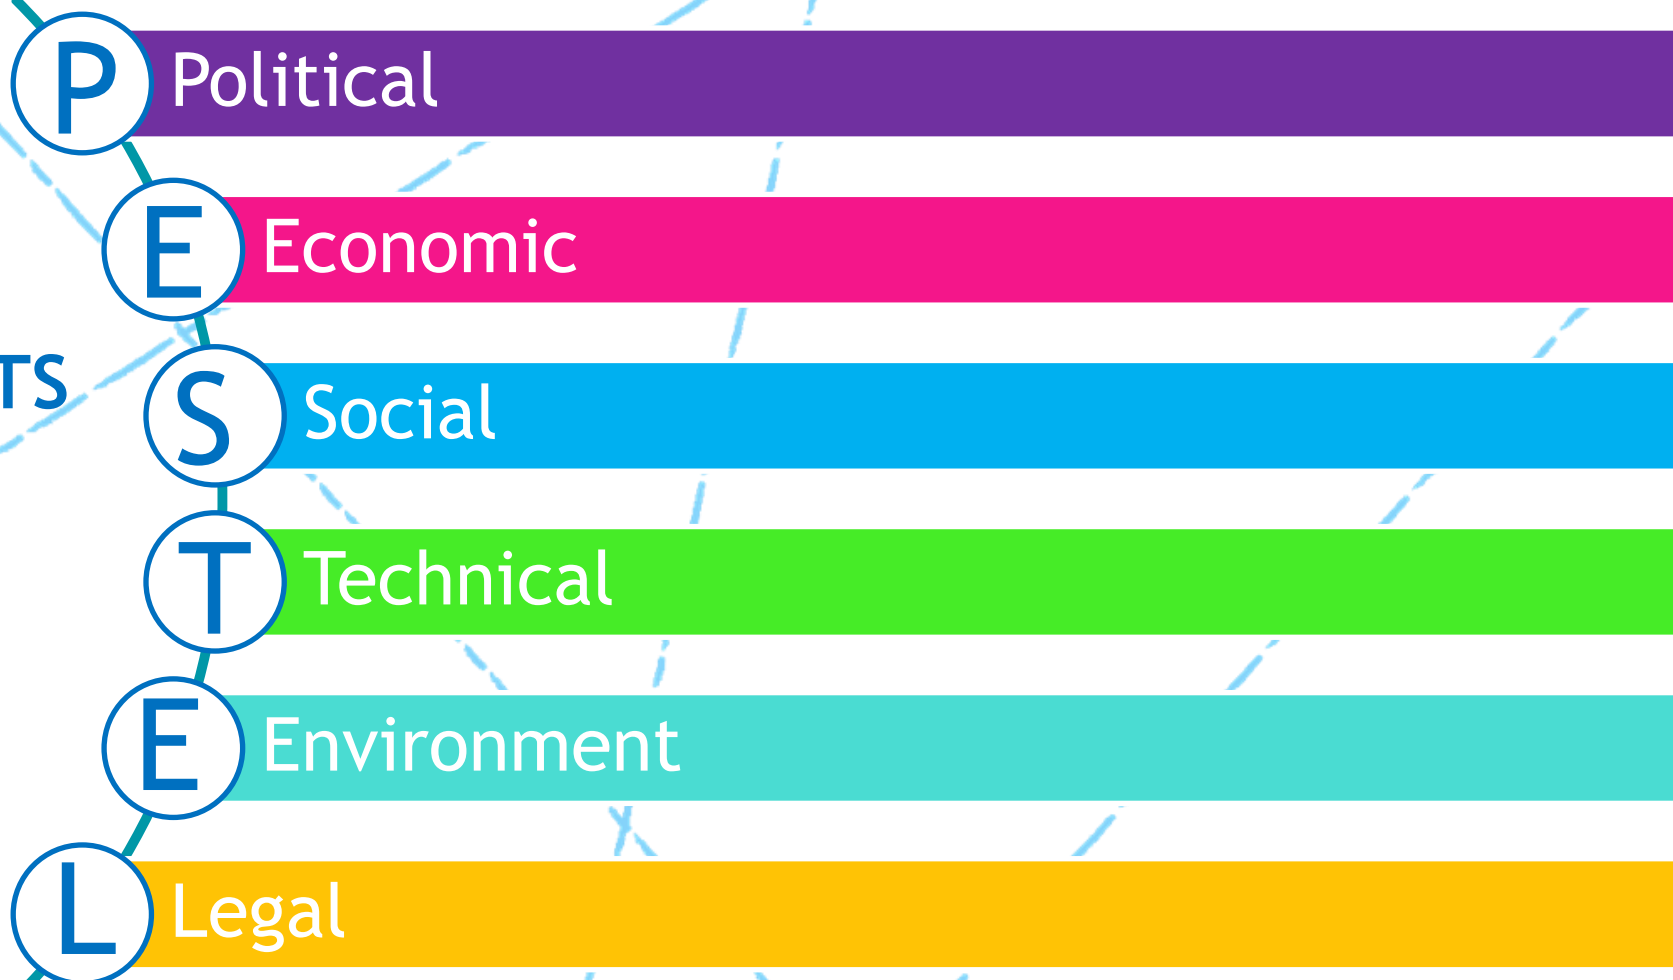 P Political
E Economic
TS
S Social
T Technical
E Environment
L Legal